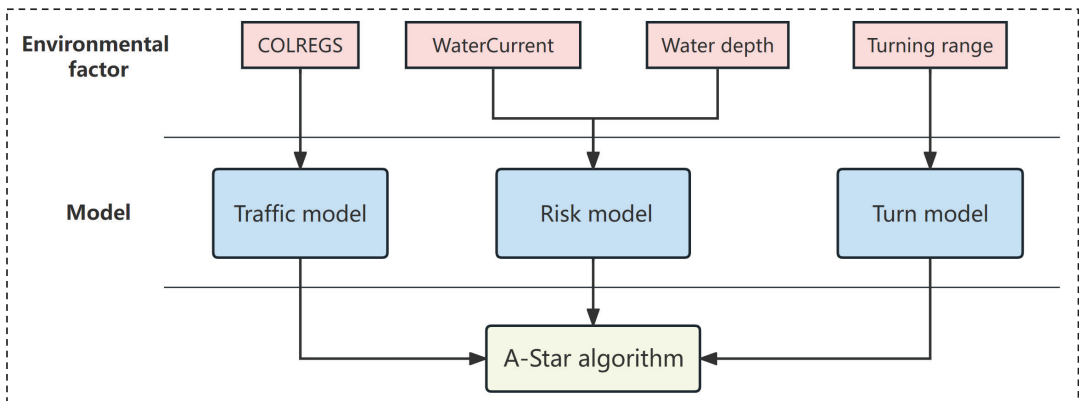 Environmental
factor
COLREGS
WaterCurrent
Water depth
Turning range
Model
Traffic model
Risk model
Turn model
A-Star algorithm